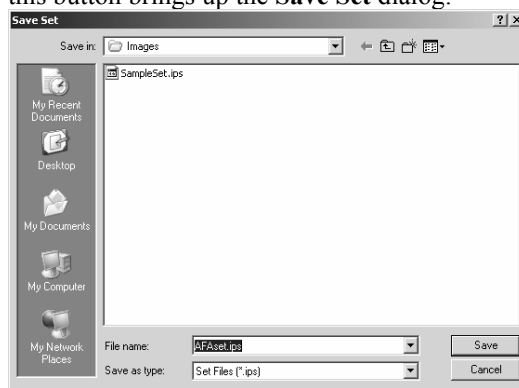 this button brings up the Save Set dialog.
Save Set
Save in: Images
SampleSet.ips
My Recent
Documents
Desktop
My Documents
My Computer
My Network
Places
File name: AFAset.ips Save
Save as type: Set Files (*.ips) Cancel